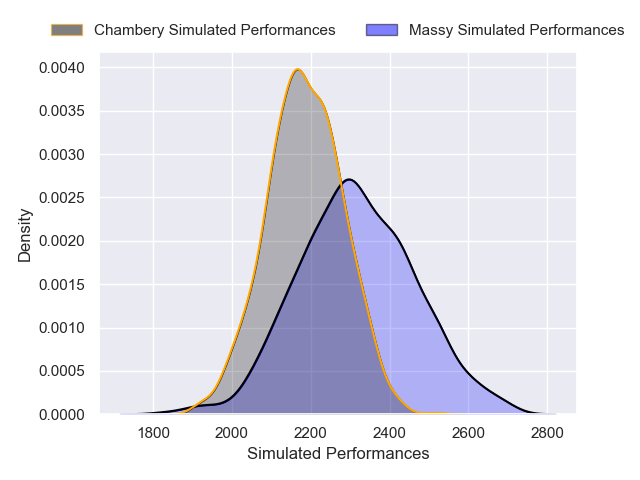 Chambery Simulated Performances Massy Simulated Performances
0.0040
0.0035
0.0030
0.0025
0.0020
0.0015
0.0010
0.0005
0.0000
Density
1800 2000 2200 2400 2600 2800
Simulated Performances